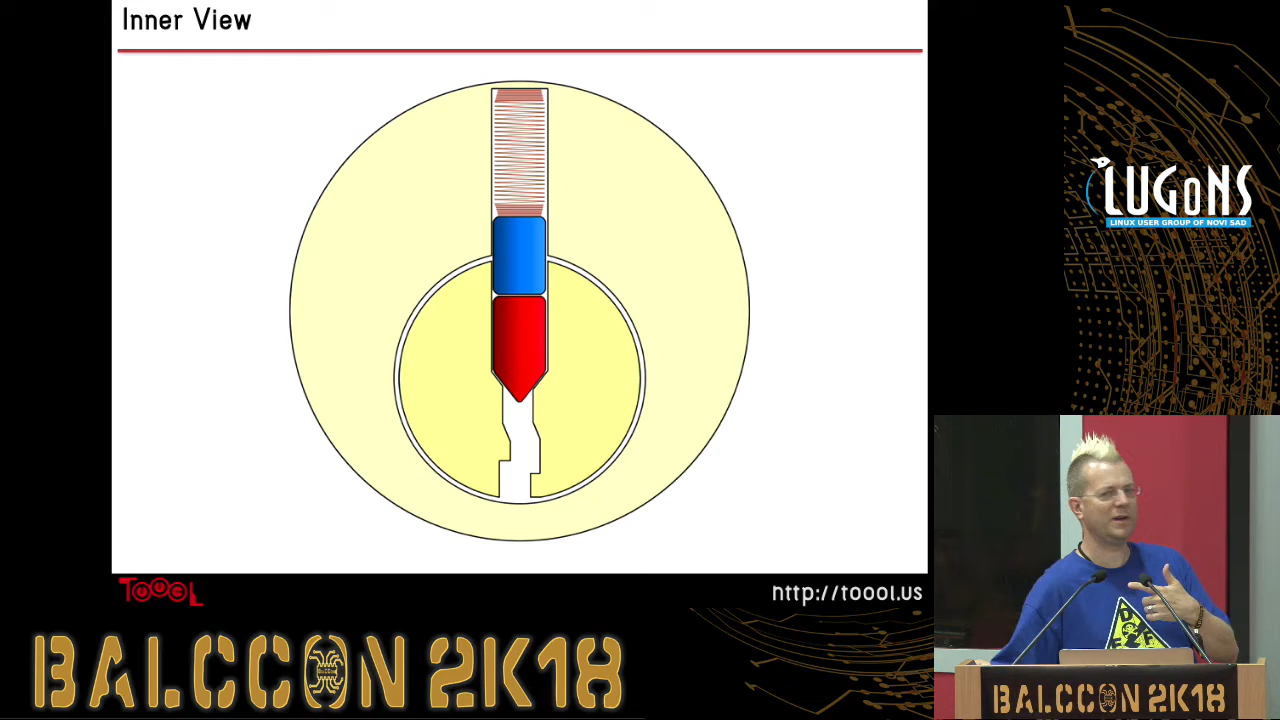 Inner View
LUGoNS
LINUX USER GROUP OF NOVI SAD
TOOOL
http://toool.us
BALCCON 2K18
BALCCON 2K18